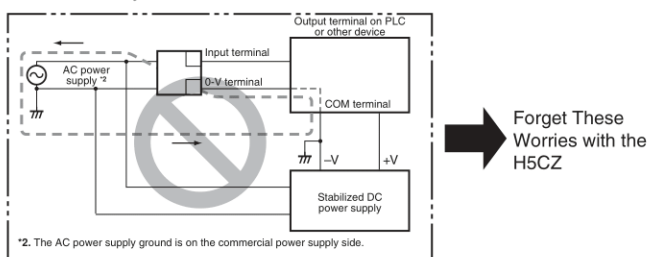 Output terminal on PLC
or other device
Input terminal
AC power
supply *2
0-V terminal
COM terminal
–V
+V
Stabilized DC
power supply
*2. The AC power supply ground is on the commercial power supply side.
Forget These
Worries with the
H5CZ